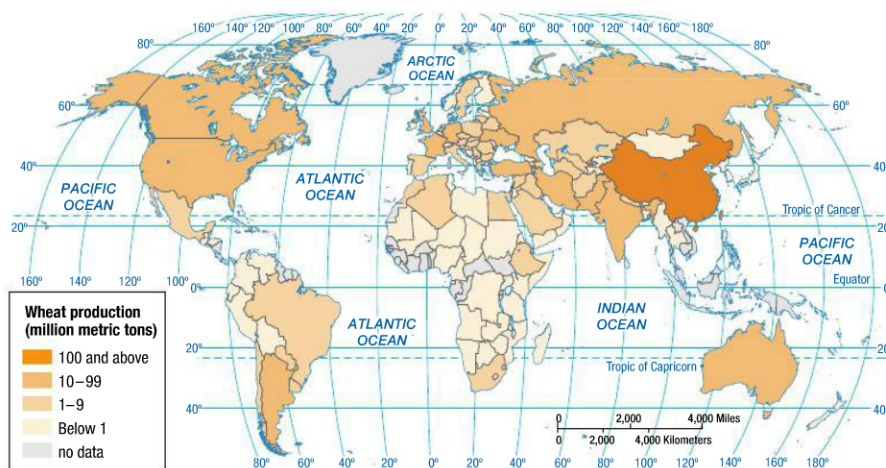 160° 140° 120° 100° 80° 60° 40° 20° 0° 20° 40° 60° 80° 100° 120° 140° 160°
80° 80°
ARCTIC
OCEAN
60° 60°
40° 40°
ATLANTIC
OCEAN
PACIFIC
OCEAN
Tropic of Cancer
20° 20
PACIFIC
OCEAN
160° 140° 120° 100° 160°
Equator
0° 0
Wheat production
(million metric tons)
100 and above
10–99
1–9
Below 1
no data
ATLANTIC
OCEAN
INDIAN
OCEAN
20° 20
Tropic of Capricorn
40° 40°
0 2,000 4,000 Miles
0 2,000 4,000 Kilometers
80° 60° 40° 20° 0° 20° 40° 60° 80° 100° 120° 140° 160° 180°